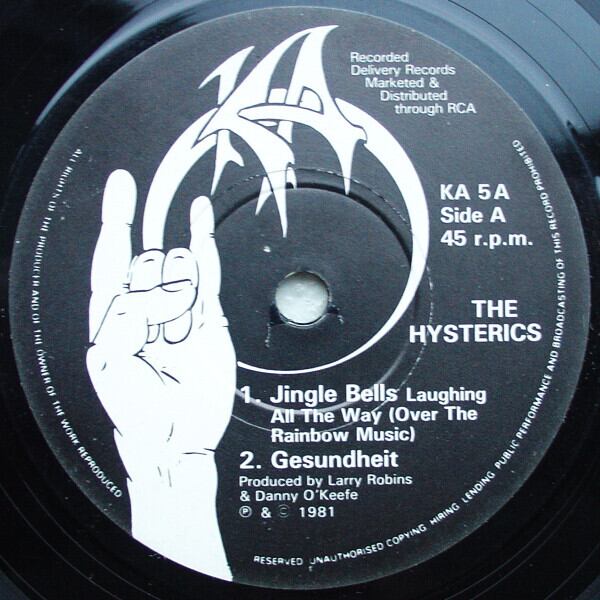 KA
Recorded
Delivery Records
Marketed &
Distributed
through RCA
KA 5 A
Side A
45 r.p.m.
THE
HYSTERICS
1. Jingle Bells Laughing
All The Way (Over The
Rainbow Music)
2. Gesundheit
Produced by Larry Robins
& Danny O'Keefe
Ⓟ & © 1981
ALL RIGHTS OF THE PRODUCER AND OF THE OWNER OF THE WORK REPRODUCED
RESERVED UNAUTHORISED COPYING HIRING LENDING PUBLIC PERFORMANCE AND BROADCASTING OF THIS RECORD PROHIBITED